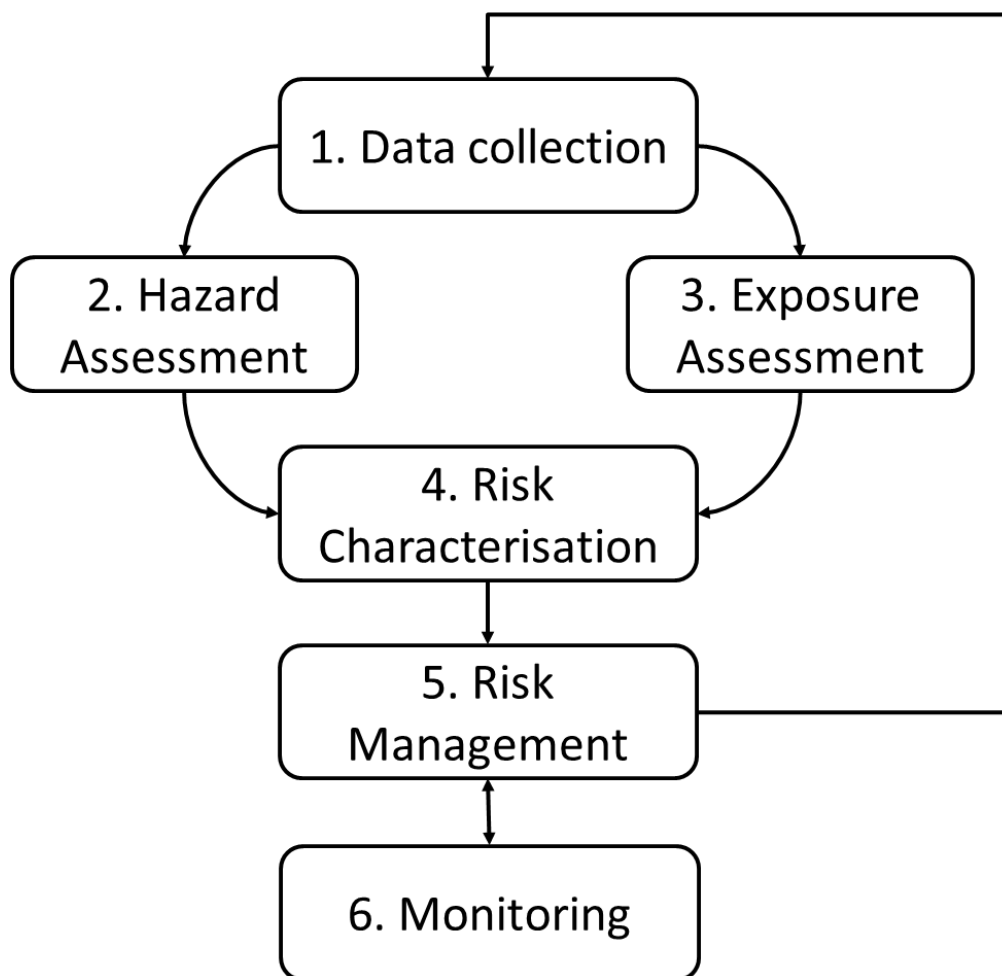 1. Data collection
2. Hazard
Assessment
3. Exposure
Assessment
4. Risk
Characterisation
5. Risk
Management
6. Monitoring